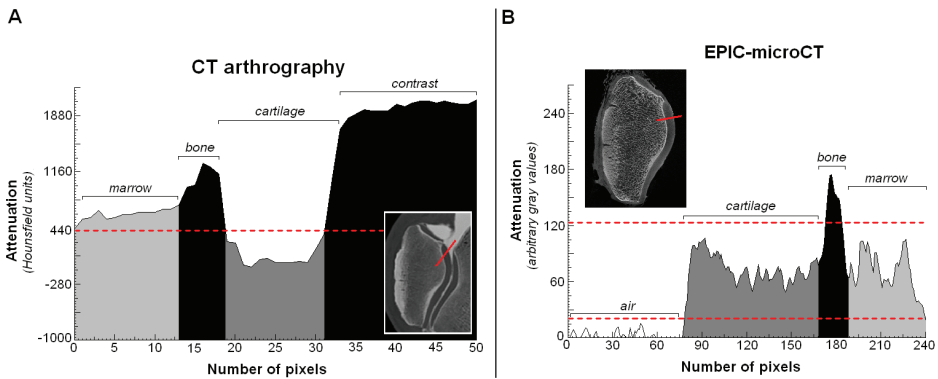 A
CT arthrography
contrast
cartilage
bone
marrow
Attenuation
(Hounsfield units)
1880
1160
440
-280
-1000
0 5 10 15 20 25 30 35 40 45 50
Number of pixels
B
EPIC-microCT
bone
marrow
cartilage
air
Attenuation
(arbitrary gray values)
240
180
120
60
0
0 30 60 90 120 150 180 210 240
Number of pixels